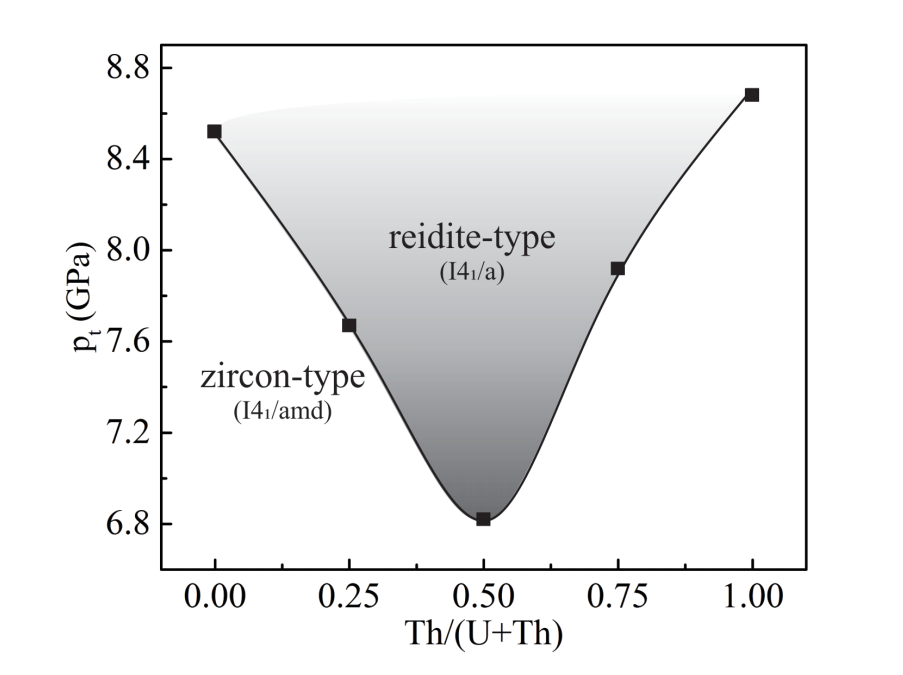 8.8
8.4
8.0
7.6
7.2
6.8
pₜ (GPa)
reidite-type
(I4₁/a)
zircon-type
(I4₁/amd)
0.00 0.25 0.50 0.75 1.00
Th/(U+Th)